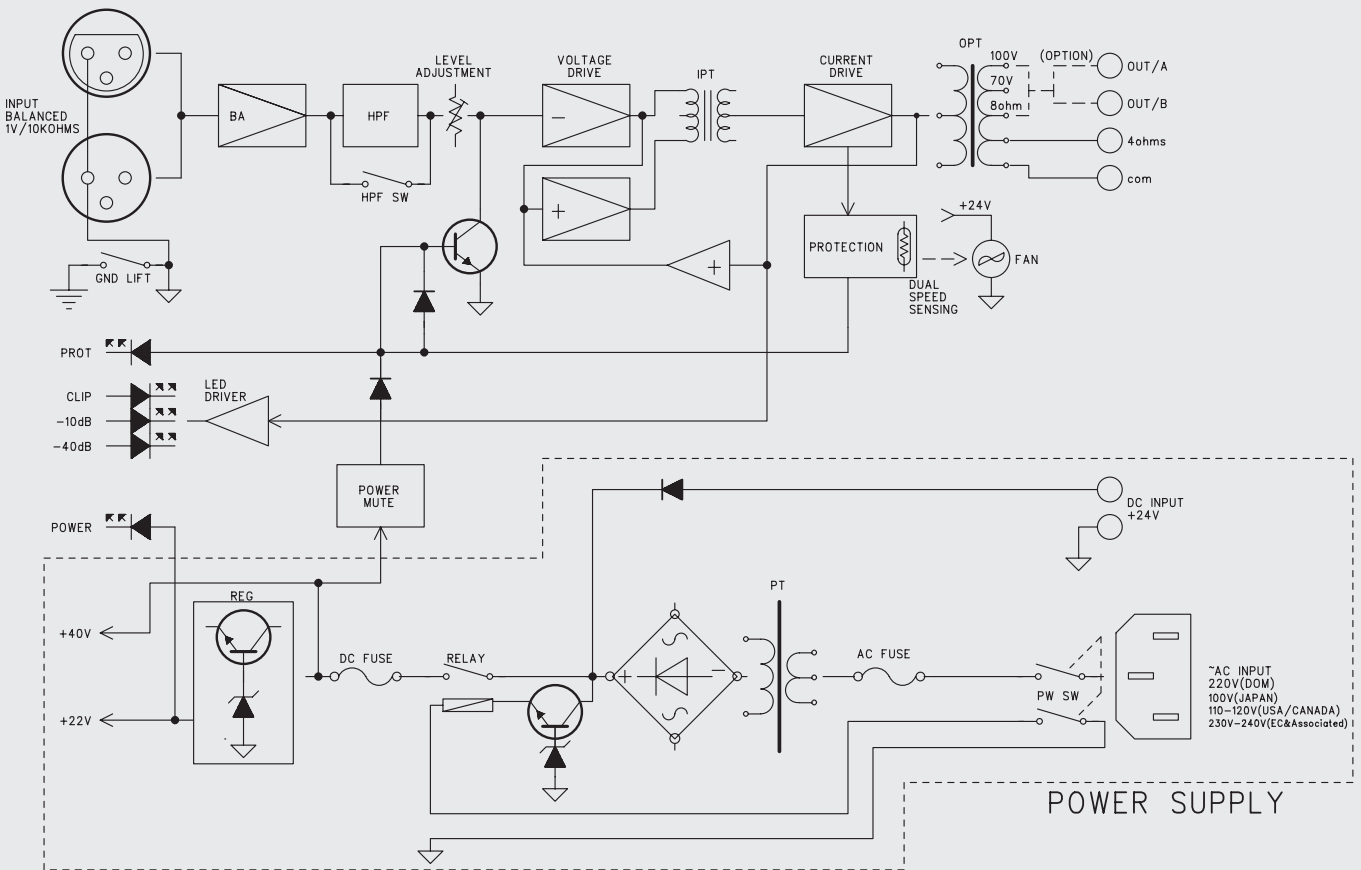 INPUT
BALANCED
1V/10KOHMS
BA
HPF
HPF SW
LEVEL
ADJUSTMENT
VOLTAGE
DRIVE
IPT
CURRENT
DRIVE
OPT
100V
70V
8ohm
(OPTION)
OUT/A
OUT/B
4ohms
com
−
+
+
GND LIFT
PROTECTION
DUAL
SPEED
SENSING
+24V
FAN
PROT
CLIP
-10dB
-40dB
LED
DRIVER
POWER
MUTE
POWER
DC INPUT
+24V
REG
+40V
+22V
DC FUSE
RELAY
+
−
PT
AC FUSE
PW SW
~AC INPUT
220V(DOM)
100V(JAPAN)
110-120V(USA/CANADA)
230V-240V(EC&Associated)
POWER SUPPLY